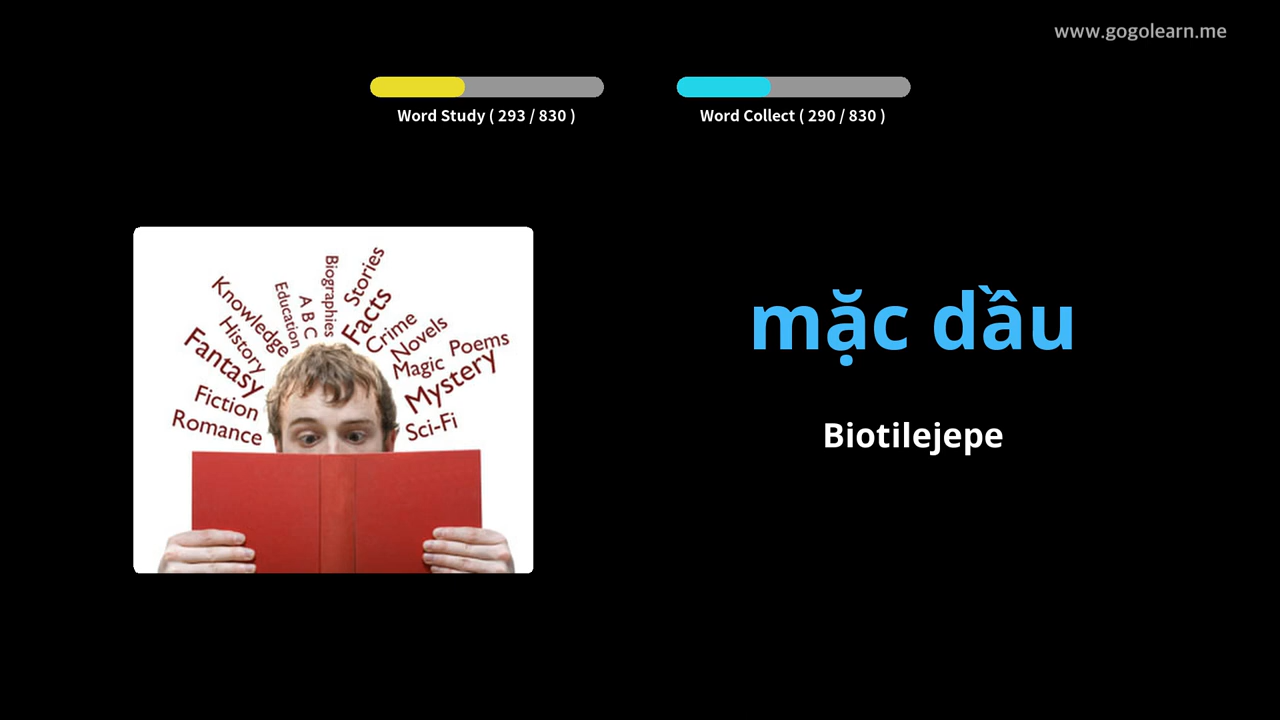 www.gogolearn.me
Word Study ( 293 / 830 )
Word Collect ( 290 / 830 )
Biographies
Stories
Education
A B C
Facts
Knowledge
Crime
History
Novels
Poems
Fantasy
Magic
Mystery
Fiction
Romance
Sci-Fi
mặc dầu
Biotilejepe